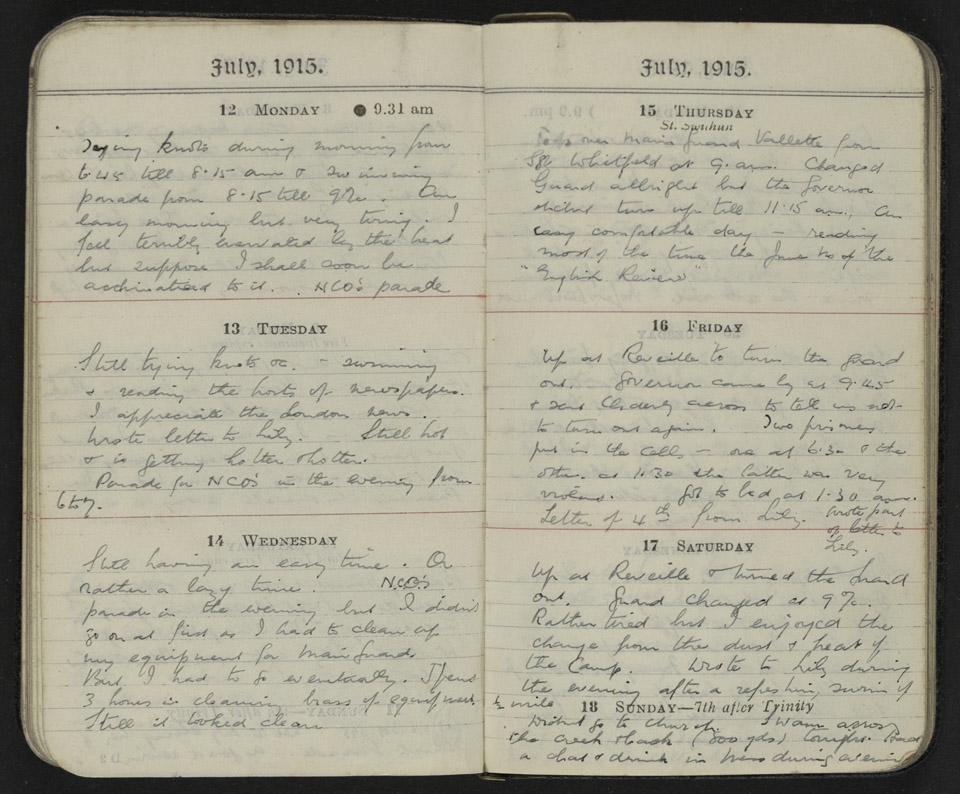 July, 1915.
12 MONDAY ● 9.31 am
Tying knots during morning from
6.45 till 8.15 am & swimming
parade from 8.15 till 9 . An
easy morning but very tiring. I
feel terribly enervated by the heat
but suppose I shall soon be
acclimatised to it. NCO's parade
13 TUESDAY
Still tying knots &c. - swimming
& reading the hosts of newspapers.
I appreciate the London news.
Wrote letter to Lily. - Still hot
& is getting hotter & hotter.
Parade for NCO's in the evening from
6 to 7.
14 WEDNESDAY
Still having an easy time. Or
rather a lazy time. NCO's
parade in the evening but I didn't
go on at first as I had to clean up
my equipment for Main Guard.
But I had to go eventually. Spent
3 hours in cleaning brass of equipment.
Still it looked clean
July, 1915.
15 THURSDAY
St. Swithun
over Main Guard Vallette from
Sgt Whitfield at 9. am. Changed
Guard allright but the Governor
didnt turn up till 11.15 am. An
easy comfortable day - reading
most of the time the June No of the
"English Review"
16 FRIDAY
Up at Reveille to turn the guard
out. Governor came by at 9.45
& sent Orderly across to tell us not
to turn out again. Two prisoners
put in the cells - one at 6.30 & the
other at 11.30 the latter was very
violent. Got to bed at 1.30 am.
Letter of 4th from Lily. Wrote part
of letter to
Lily.
17 SATURDAY
Up at Reveille & turned the Guard
out. Guard changed at 9 .
Rather tired but I enjoyed the
change from the dust & heat of
the Camp. Wrote to Lily during
the evening after a refreshing swim of
½ mile
18 SUNDAY—7th after Trinity
Didnt go to church. Swam across
the creek & back (800 yds) tonight. Had
a chat & drink in Mess during evening